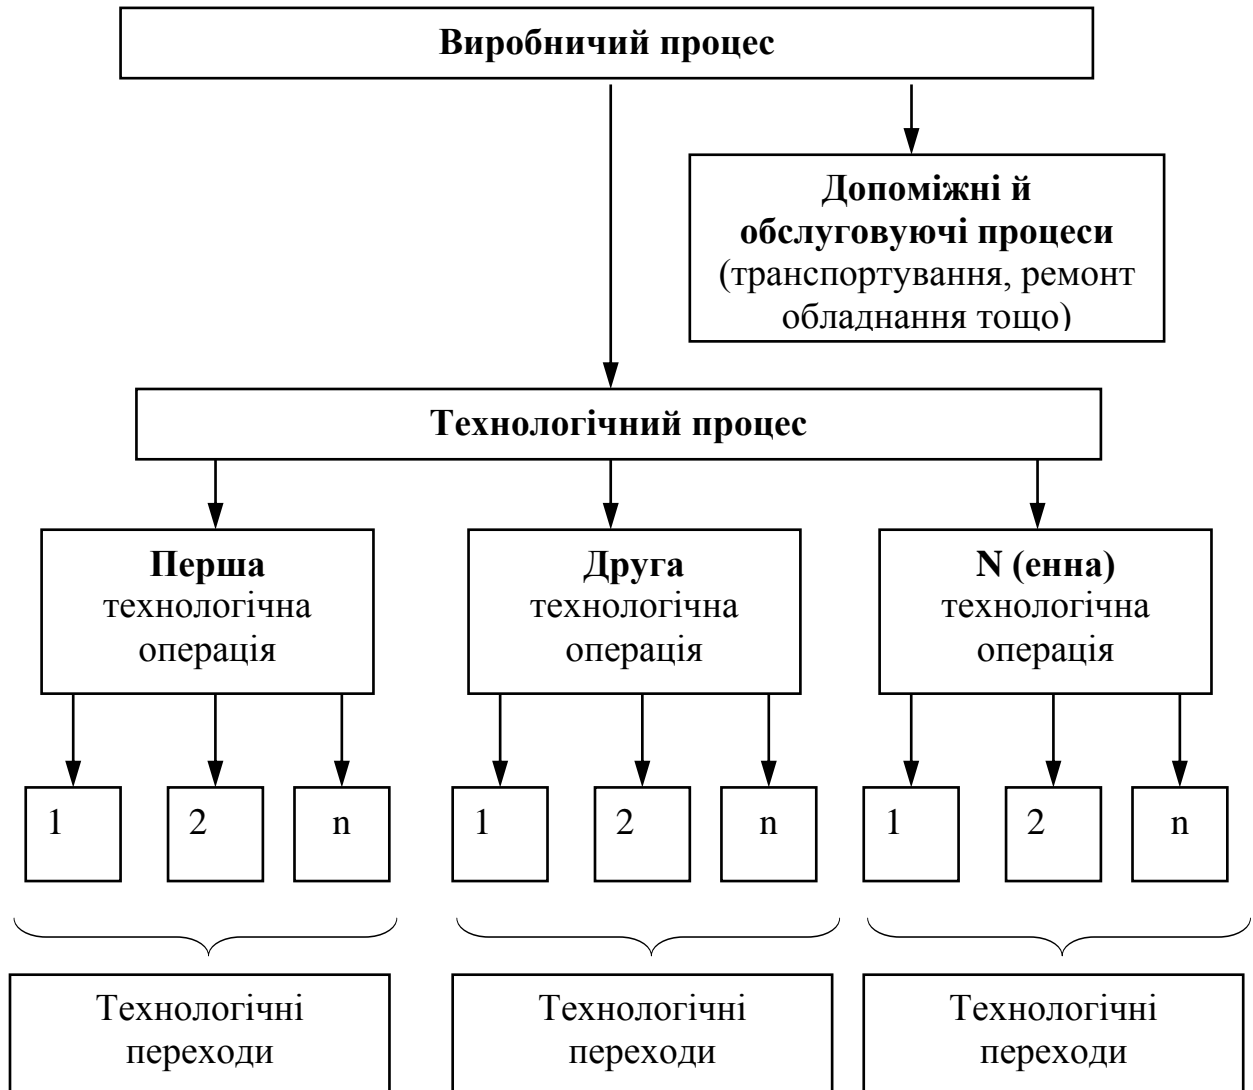 Виробничий процес
Допоміжні й
обслуговуючі процеси
(транспортування, ремонт
обладнання тощо)
Технологічний процес
Перша
технологічна
операція
Друга
технологічна
операція
N (енна)
технологічна
операція
1 2 n 1 2 n 1 2 n
Технологічні
переходи
Технологічні
переходи
Технологічні
переходи